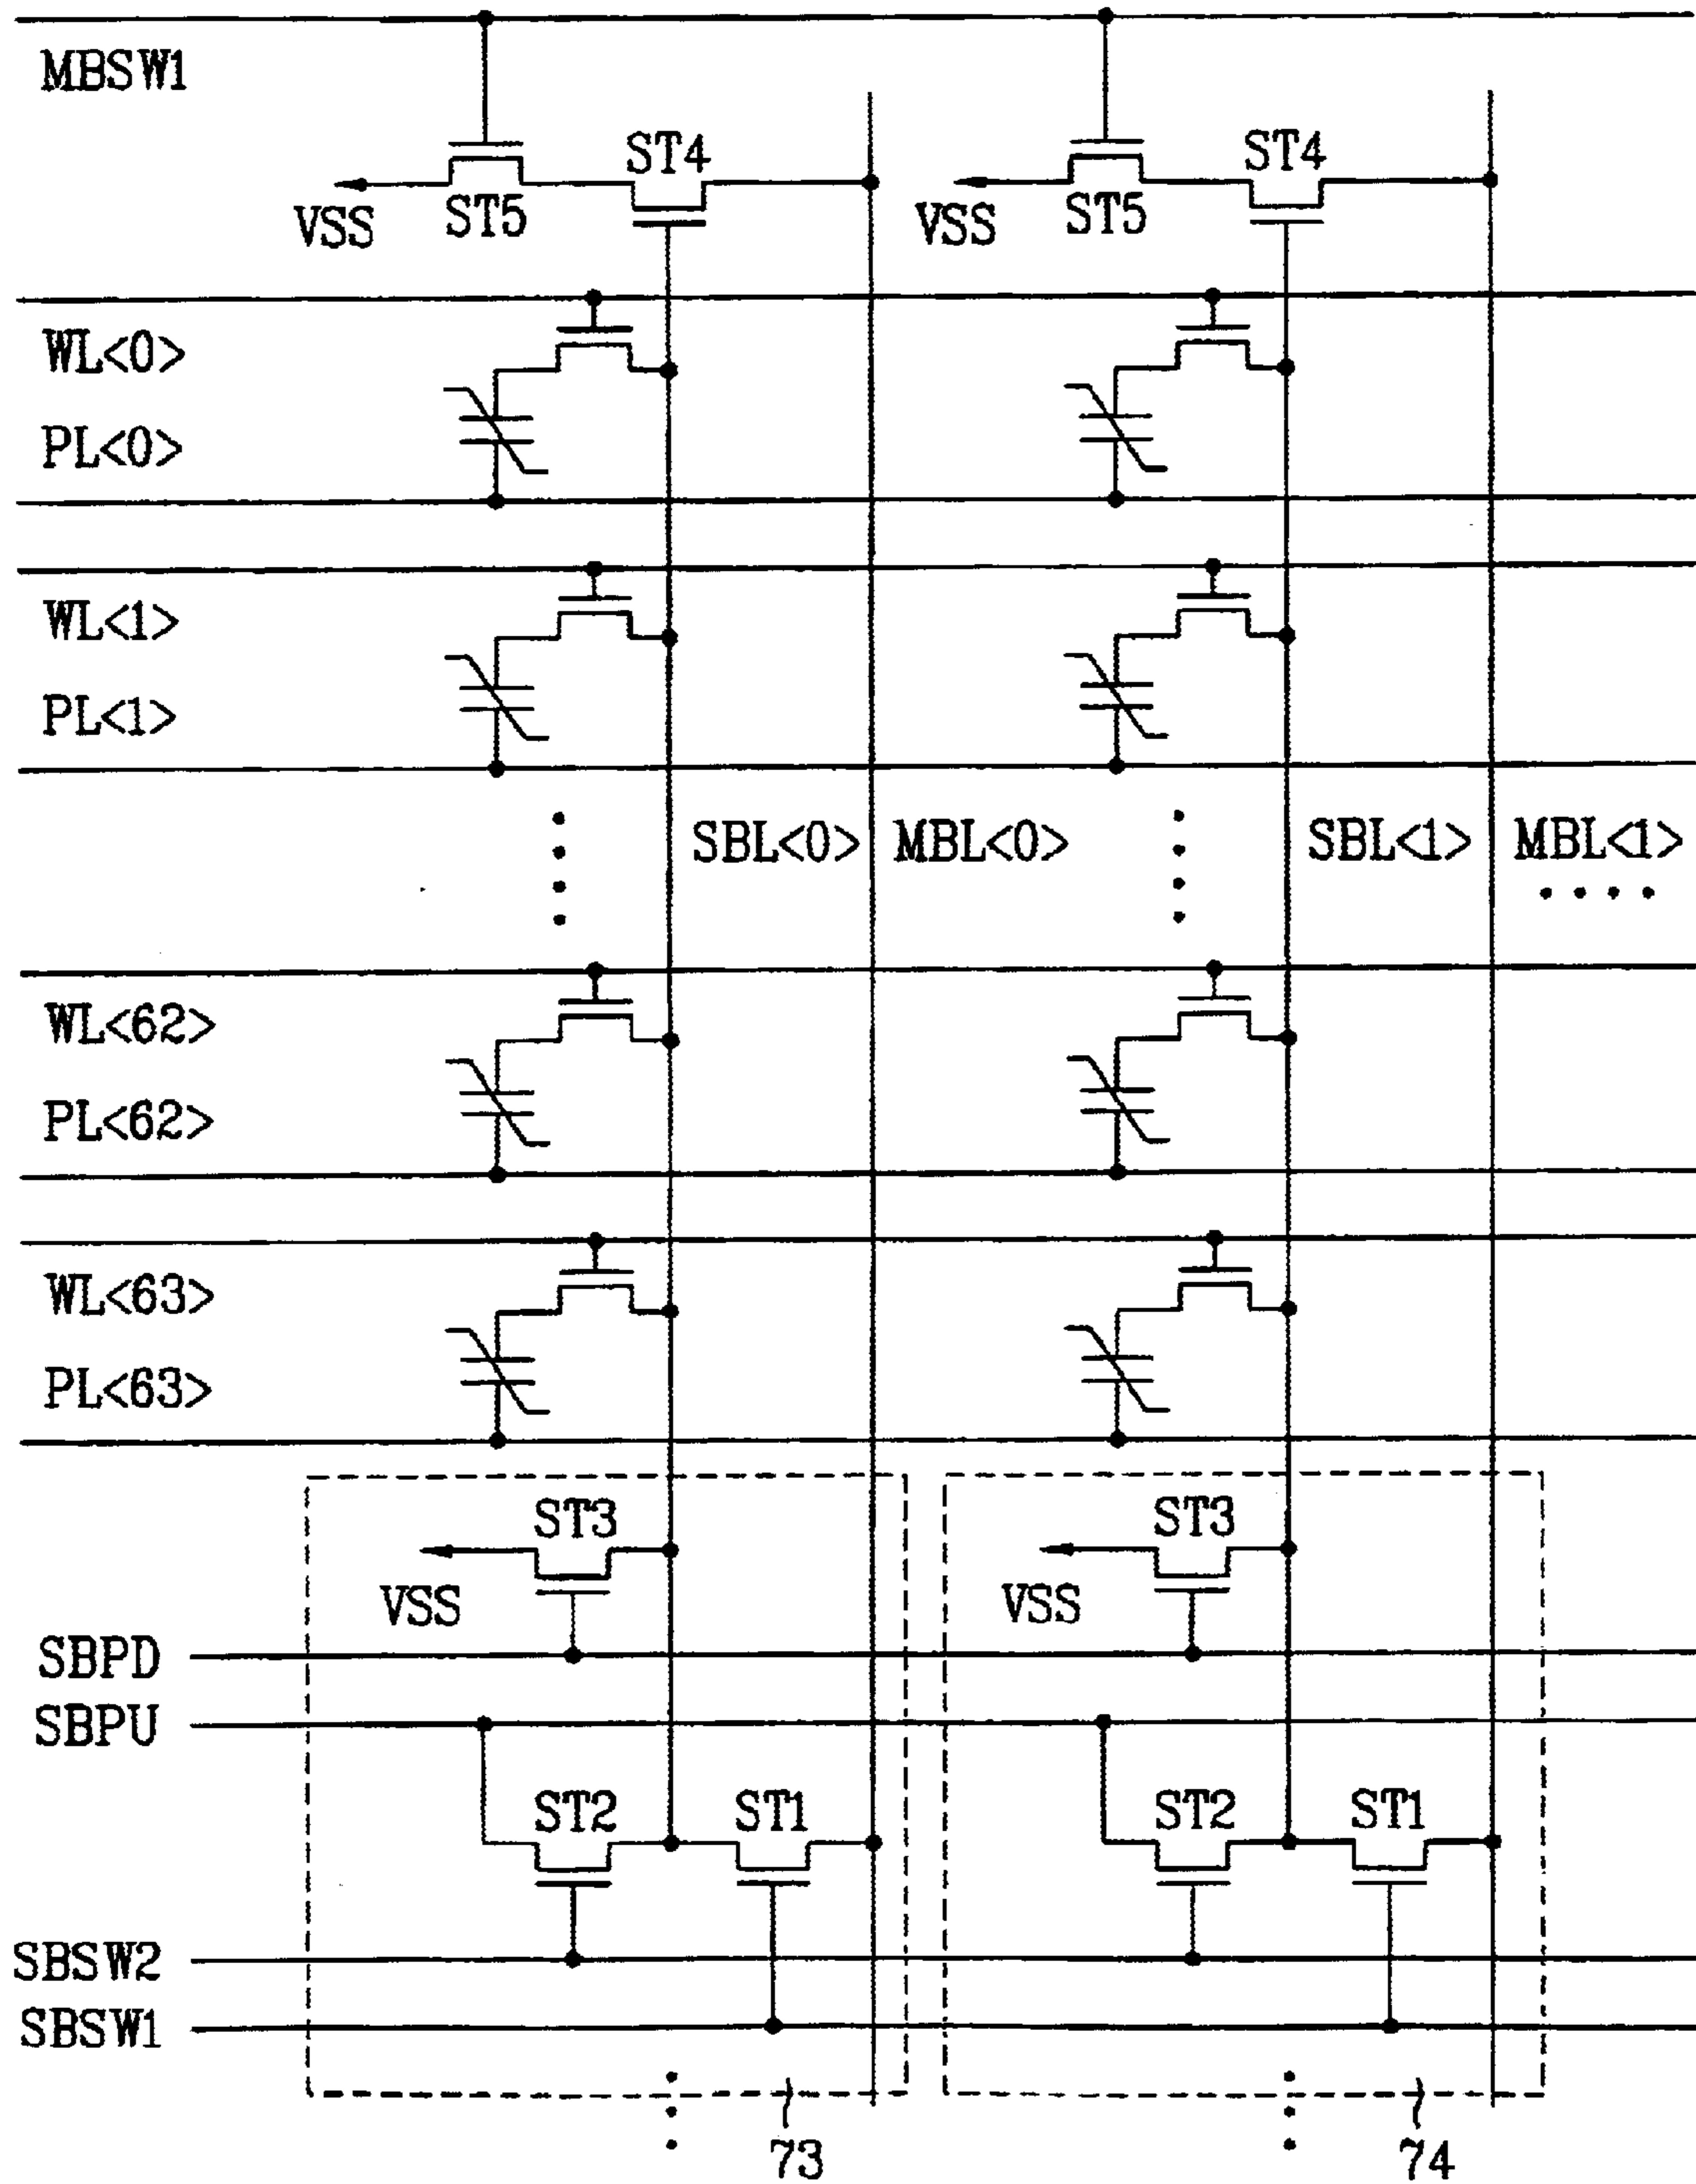 MBSW1
ST4 ST4
VSS ST5 VSS ST5
WL<0>
PL<0>
WL<1>
PL<1>
SBL<0> MBL<0> SBL<1> MBL<1>
WL<62>
PL<62>
WL<63>
PL<63>
ST3 ST3
VSS VSS
SBPD
SBPU
ST2 ST1 ST2 ST1
SBSW2
SBSW1
73 74